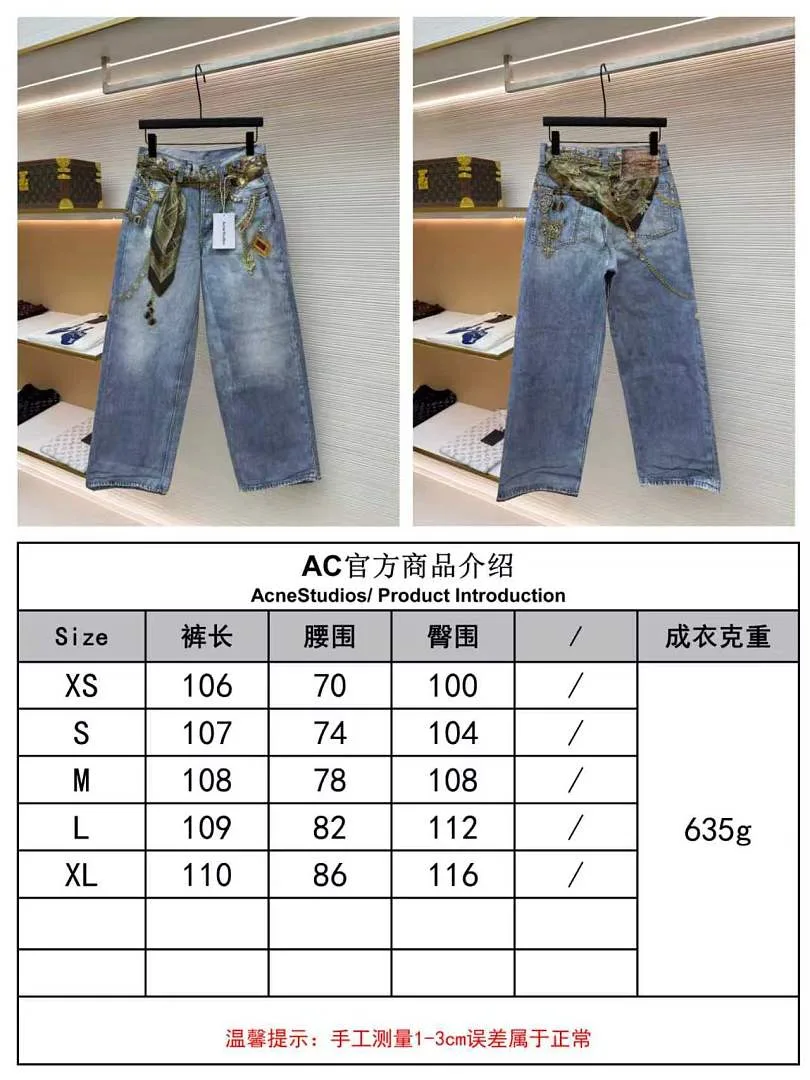 AcneStudios
AC官方商品介绍
AcneStudios/ Product Introduction
Size 裤长 腰围 臀围 / 成衣克重
XS 106 70 100 /
S 107 74 104 /
M 108 78 108 /
L 109 82 112 /
XL 110 86 116 /
635g
温馨提示：手工测量1-3cm误差属于正常